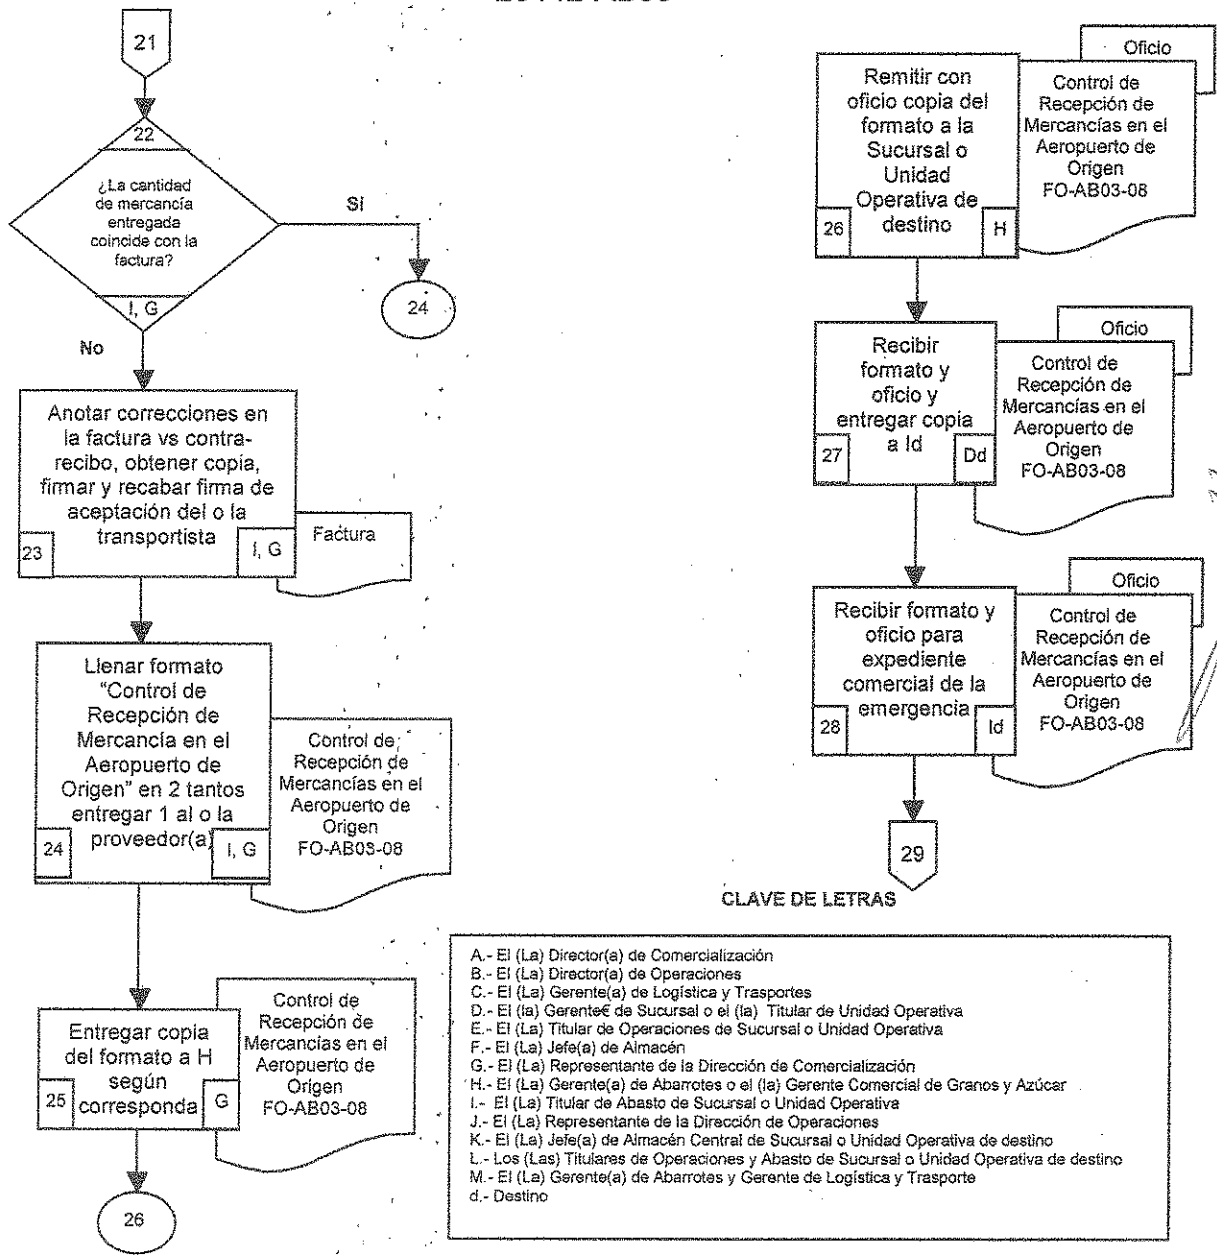 21
22
¿La cantidad
de mercancía
entregada
coincide con la
factura?
I, G
Si
24
No
Anotar correcciones en
la factura vs contra-
recibo, obtener copia,
firmar y recabar firma de
aceptación del o la
transportista
23
I, G
Factura
Llenar formato
"Control de
Recepción de
Mercancía en el
Aeropuerto de
Origen" en 2 tantos
entregar 1 al o la
proveedor(a)
24
I, G
Control de
Recepción de
Mercancías en el
Aeropuerto de
Origen
FO-AB03-08
Entregar copia
del formato a H
según
corresponda
25
G
Control de
Recepción de
Mercancías en el
Aeropuerto de
Origen
FO-AB03-08
26
Remitir con
oficio copia del
formato a la
Sucursal o
Unidad
Operativa de
destino
26
H
Oficio
Control de
Recepción de
Mercancías en el
Aeropuerto de
Origen
FO-AB03-08
Recibir
formato y
oficio y
entregar copia
a Id
27
Dd
Oficio
Control de
Recepción de
Mercancías en el
Aeropuerto de
Origen
FO-AB03-08
Recibir formato y
oficio para
expediente
comercial de la
emergencia
28
Id
Oficio
Control de
Recepción de
Mercancías en el
Aeropuerto de
Origen
FO-AB03-08
29
CLAVE DE LETRAS
A.- El (La) Director(a) de Comercialización
B.- El (La) Director(a) de Operaciones
C.- El (La) Gerente(a) de Logística y Trasportes
D.- El (la) Gerente€ de Sucursal o el (la) Titular de Unidad Operativa
E.- El (La) Titular de Operaciones de Sucursal o Unidad Operativa
F.- El (La) Jefe(a) de Almacén
G.- El (La) Representante de la Dirección de Comercialización
H.- El (La) Gerente(a) de Abarrotes o el (la) Gerente Comercial de Granos y Azúcar
I.- El (La) Titular de Abasto de Sucursal o Unidad Operativa
J.- El (La) Representante de la Dirección de Operaciones
K.- El (La) Jefe(a) de Almacén Central de Sucursal o Unidad Operativa de destino
L.- Los (Las) Titulares de Operaciones y Abasto de Sucursal o Unidad Operativa de destino
M.- El (La) Gerente(a) de Abarrotes y Gerente de Logística y Trasporte
d.- Destino